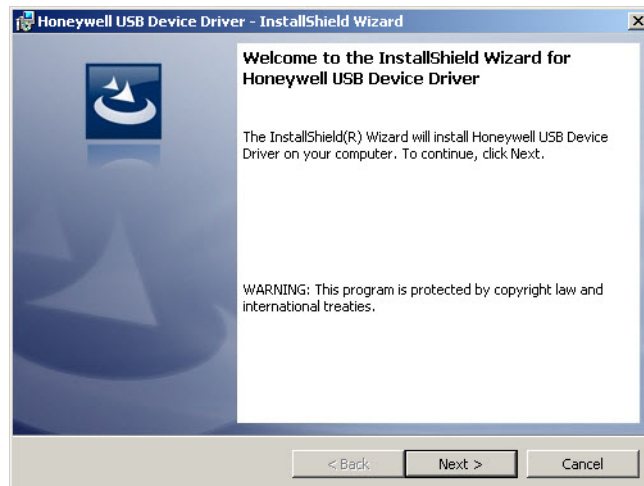 Honeywell USB Device Driver - InstallShield Wizard
Welcome to the InstallShield Wizard for
Honeywell USB Device Driver
The InstallShield(R) Wizard will install Honeywell USB Device
Driver on your computer. To continue, click Next.
WARNING: This program is protected by copyright law and
international treaties.
< Back
Next >
Cancel